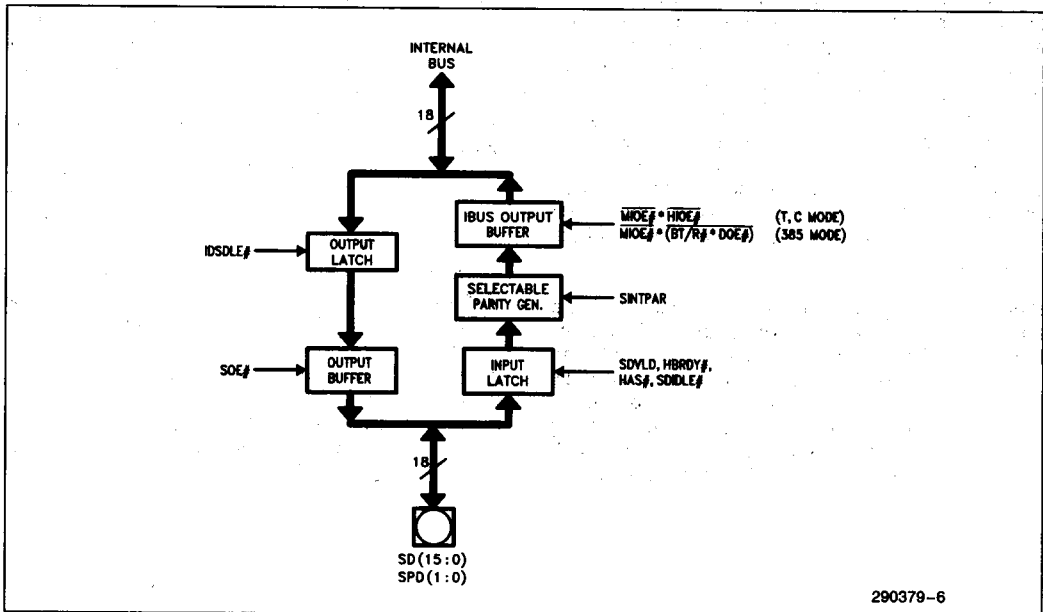 INTERNAL
BUS
18
IBUS OUTPUT
BUFFER
MIOE# * HIOE# (T, C MODE)
MIOE# * (BT/R# * DOE#) (385 MODE)
IDSDLE#
OUTPUT
LATCH
SELECTABLE
PARITY GEN.
SINTPAR
SOE#
OUTPUT
BUFFER
INPUT
LATCH
SDVLD, HBRDY#,
HAS#, SDIDLE#
18
SD(15:0)
SPD(1:0)
290379-6